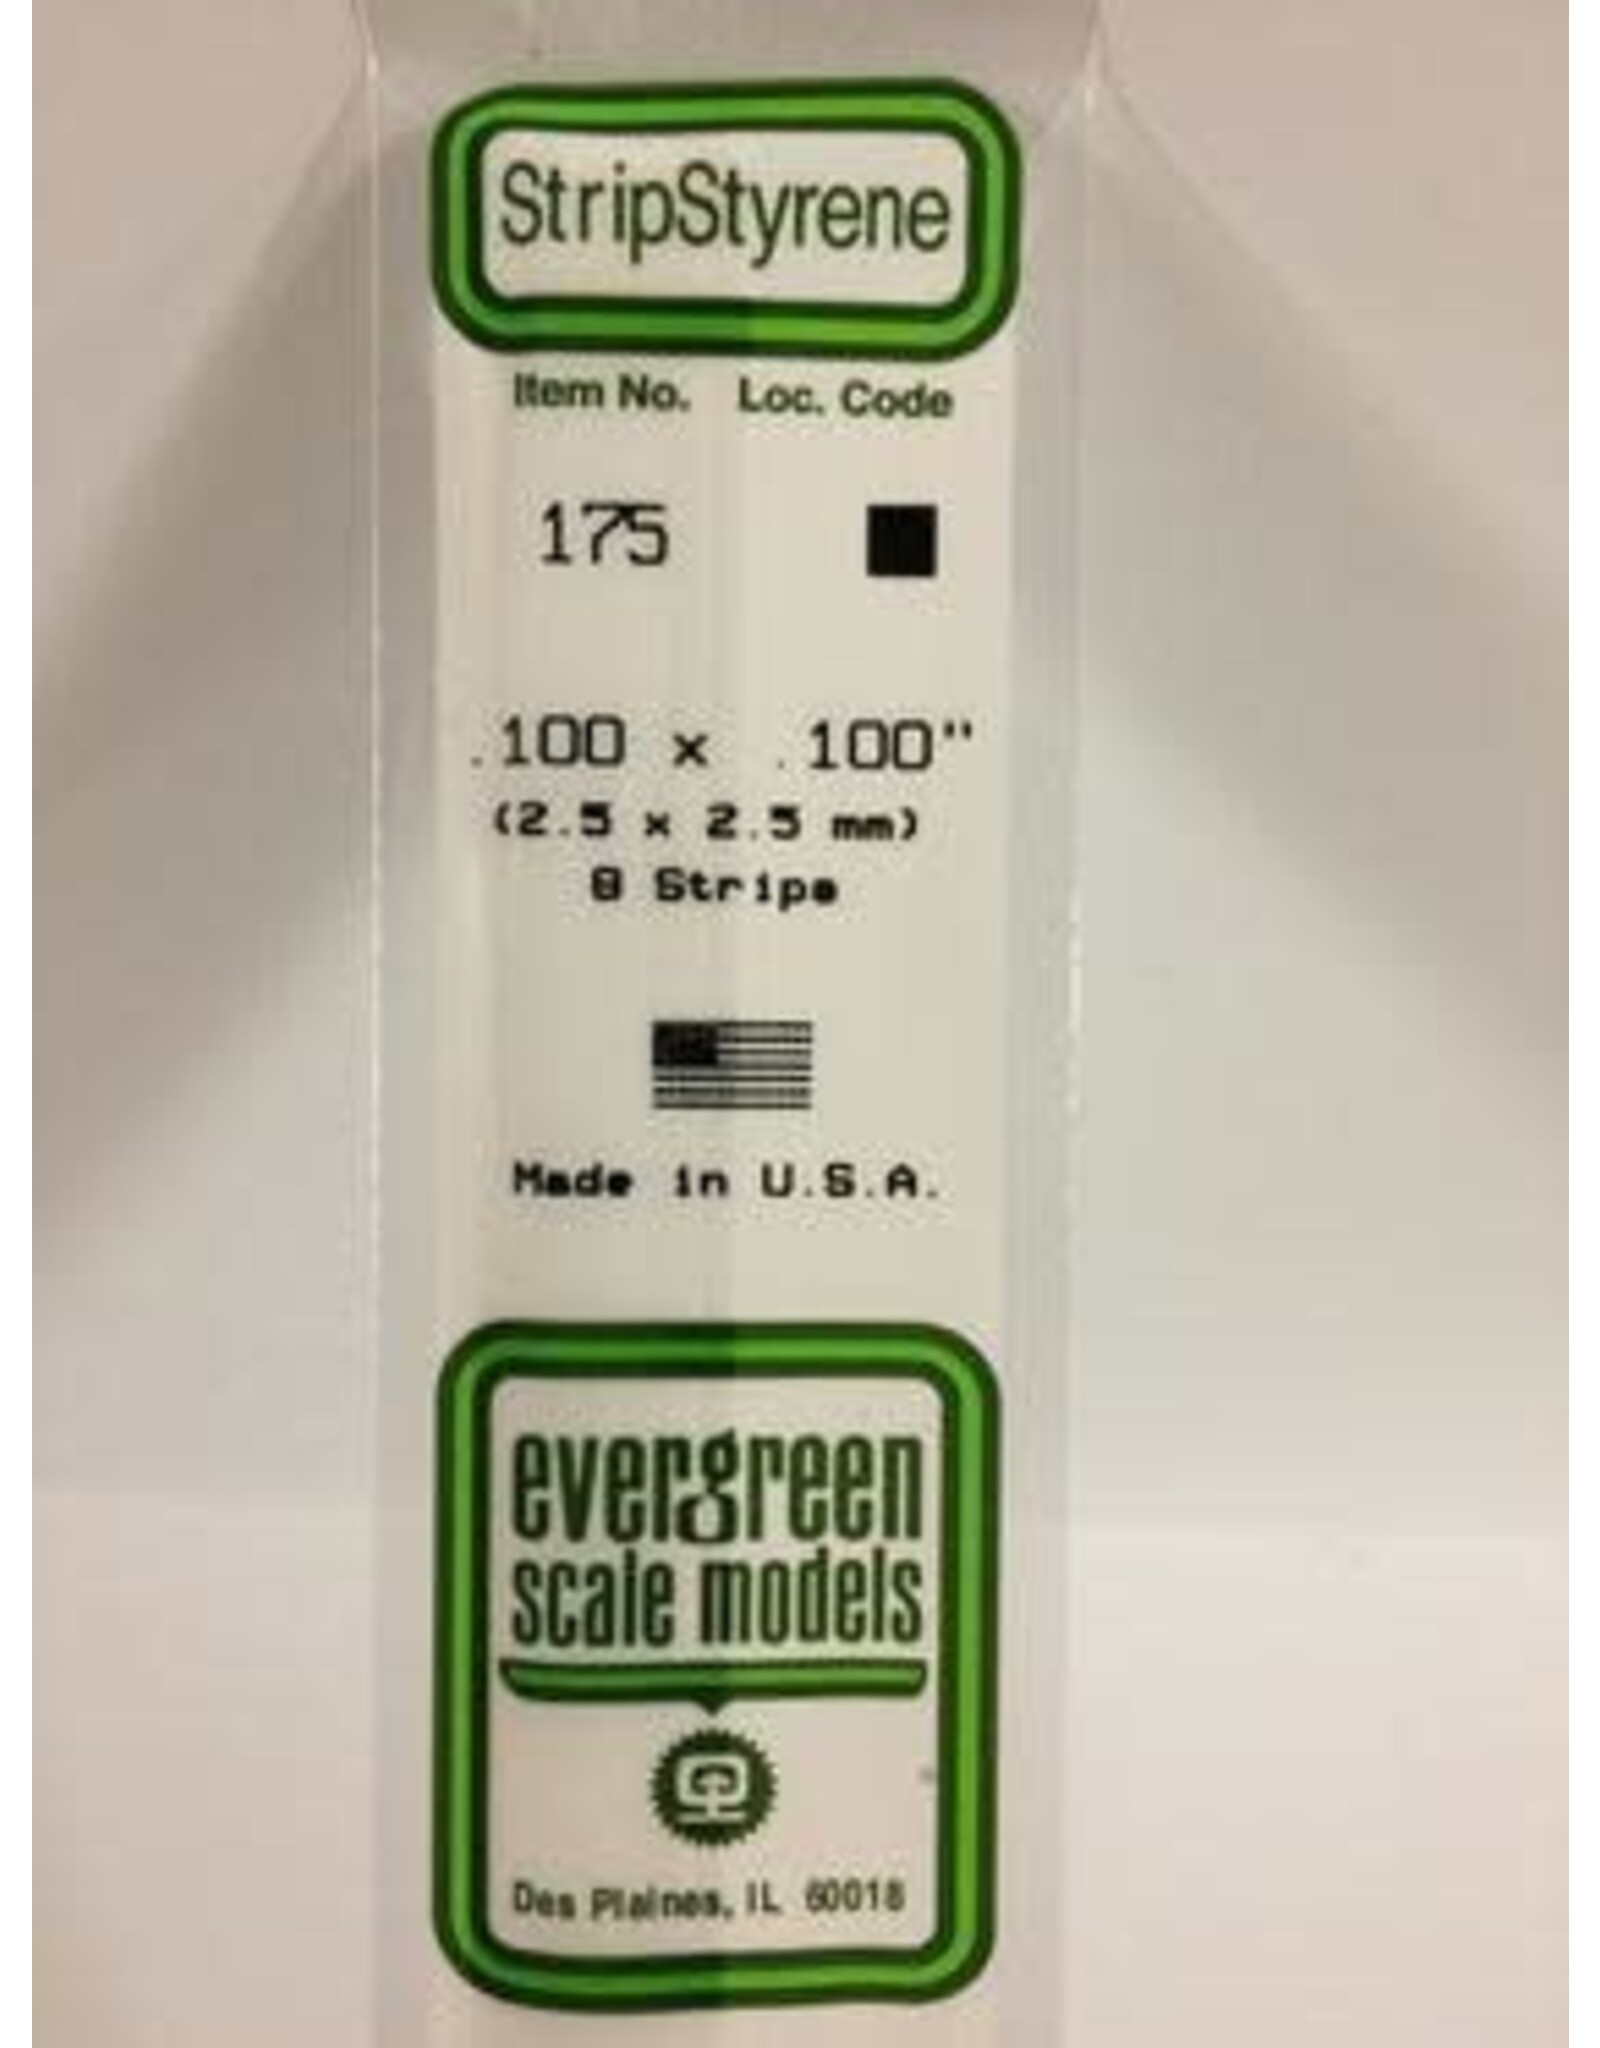 StripStyrene
Item No. Loc. Code
175
.100 x .100"
(2.5 x 2.5 mm)
8 Strips
Made in U.S.A.
evergreen
scale models
Des Plaines, IL 60018